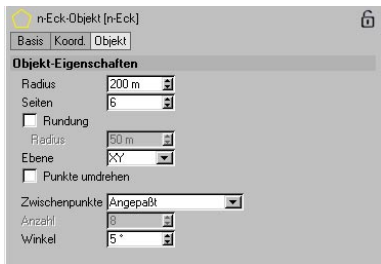 n-Eck-Objekt [n-Eck]
Basis Koord. Objekt
Objekt-Eigenschaften
Radius 200 m
Seiten 6
Rundung
Radius 50 m
Ebene XY
Punkte umdrehen
Zwischenpunkte Angepaßt
Anzahl 8
Winkel 5 °